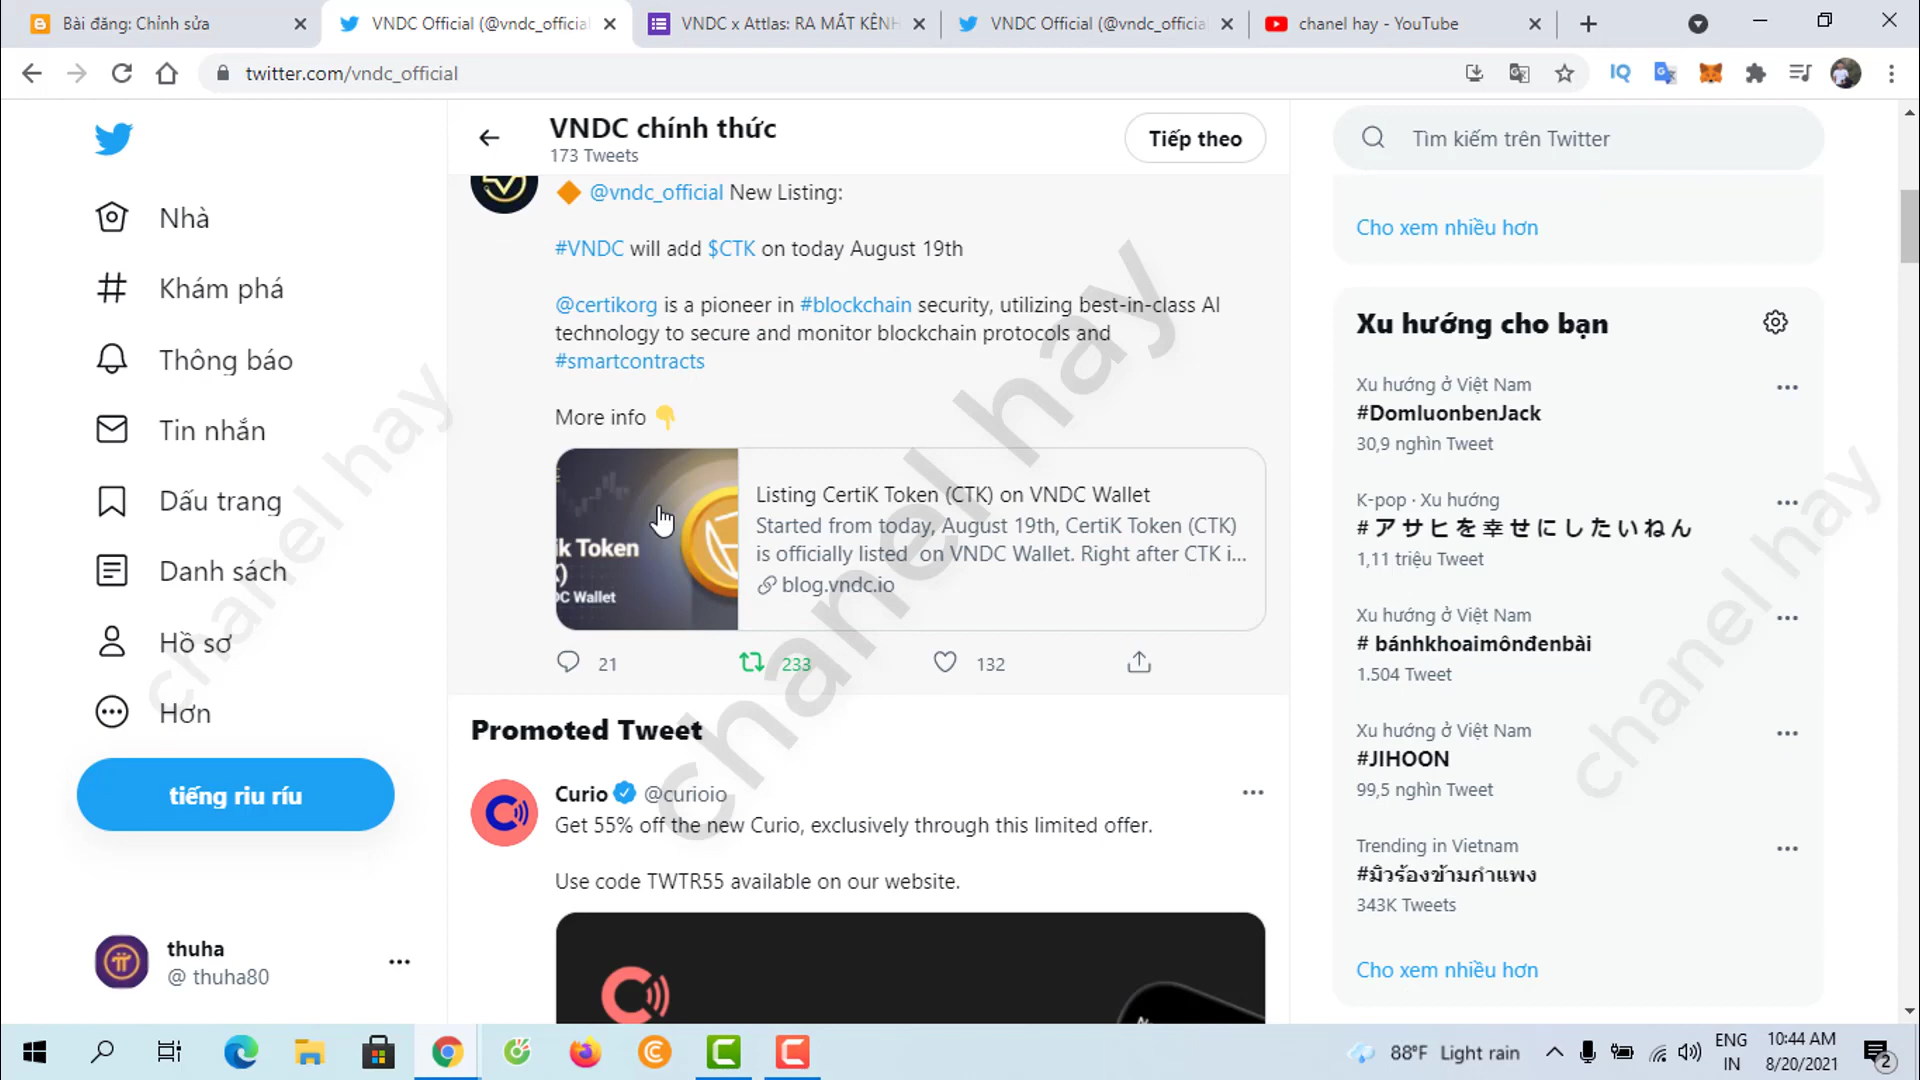 Bài đăng: Chỉnh sửa
VNDC Official (@vndc_official
VNDC x Attlas: RA MẮT KÊNH
VNDC Official (@vndc_official
chanel hay - YouTube
twitter.com/vndc_official
IQ
VNDC chính thức
173 Tweets
Tiếp theo
Tìm kiếm trên Twitter
Nhà
Khám phá
Thông báo
Tin nhắn
Dấu trang
Danh sách
Hồ sơ
Hơn
tiếng riu ríu
thuha
@ thuha80
@vndc_official New Listing:
#VNDC will add $CTK on today August 19th
@certikorg is a pioneer in #blockchain security, utilizing best-in-class AI
technology to secure and monitor blockchain protocols and
#smartcontracts
More info
ik Token
C Wallet
Listing CertiK Token (CTK) on VNDC Wallet
Started from today, August 19th, CertiK Token (CTK)
is officially listed on VNDC Wallet. Right after CTK i...
blog.vndc.io
21
233
132
Promoted Tweet
Curio @curioio
Get 55% off the new Curio, exclusively through this limited offer.
Use code TWTR55 available on our website.
Cho xem nhiều hơn
Xu hướng cho bạn
Xu hướng ở Việt Nam
#DomluonbenJack
30,9 nghìn Tweet
K-pop · Xu hướng
# アサヒを幸せにしたいねん
1,11 triệu Tweet
Xu hướng ở Việt Nam
# bánhkhoaimônđenbài
1.504 Tweet
Xu hướng ở Việt Nam
#JIHOON
99,5 nghìn Tweet
Trending in Vietnam
#มิวร้องข้ามกำแพง
343K Tweets
Cho xem nhiều hơn
chanel hay
chanel hay
chanel hay
88°F Light rain
ENG
IN
10:44 AM
8/20/2021
2